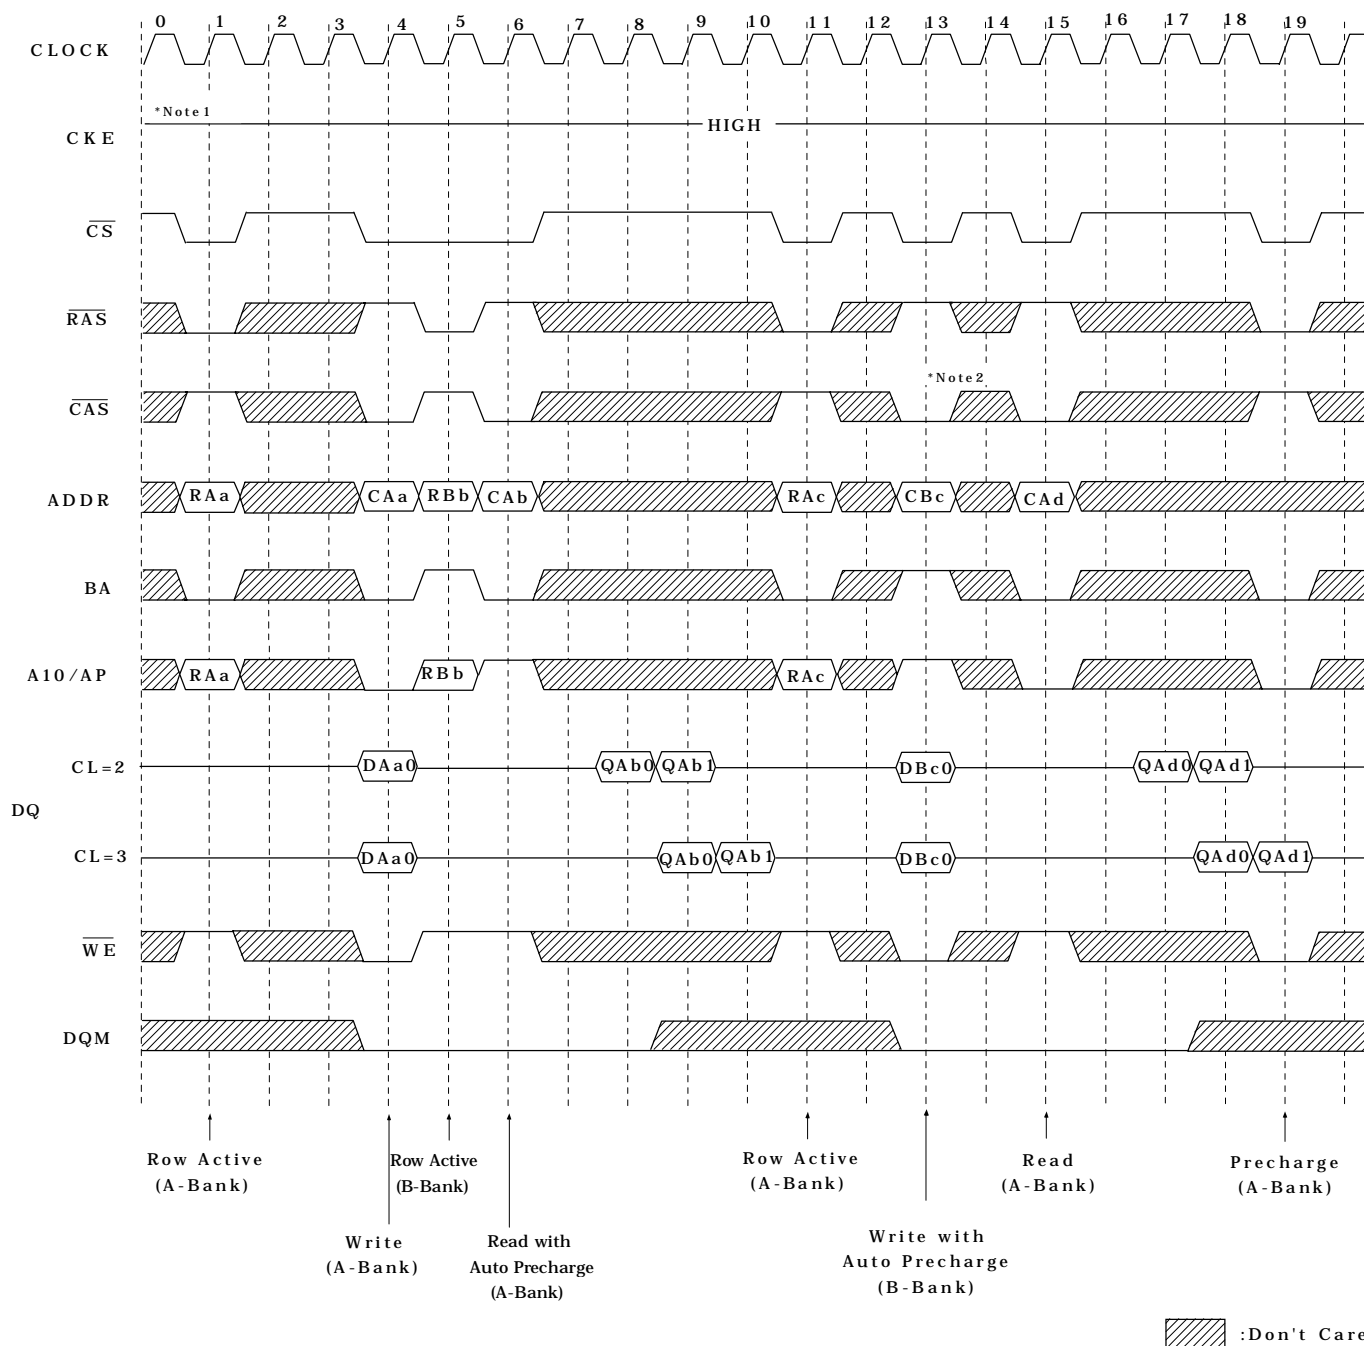 0 1 2 3 4 5 6 7 8 9 10 11 12 13 14 15 16 17 18 19
CLOCK
*Note1
HIGH
CKE
CS
RAS
*Note2
CAS
ADDR RAa CAa RBb CAb RAc CBc CAd
BA
A10/AP RAa RBb RAc
CL=2 DAa0 QAb0 QAb1 DBc0 QAd0 QAd1
DQ
CL=3 DAa0 QAb0 QAb1 DBc0 QAd0 QAd1
WE
DQM
Row Active
(A-Bank)
Row Active
(B-Bank)
Row Active
(A-Bank)
Read
(A-Bank)
Precharge
(A-Bank)
Write
(A-Bank)
Read with
Auto Precharge
(A-Bank)
Write with
Auto Precharge
(B-Bank)
:Don't Care